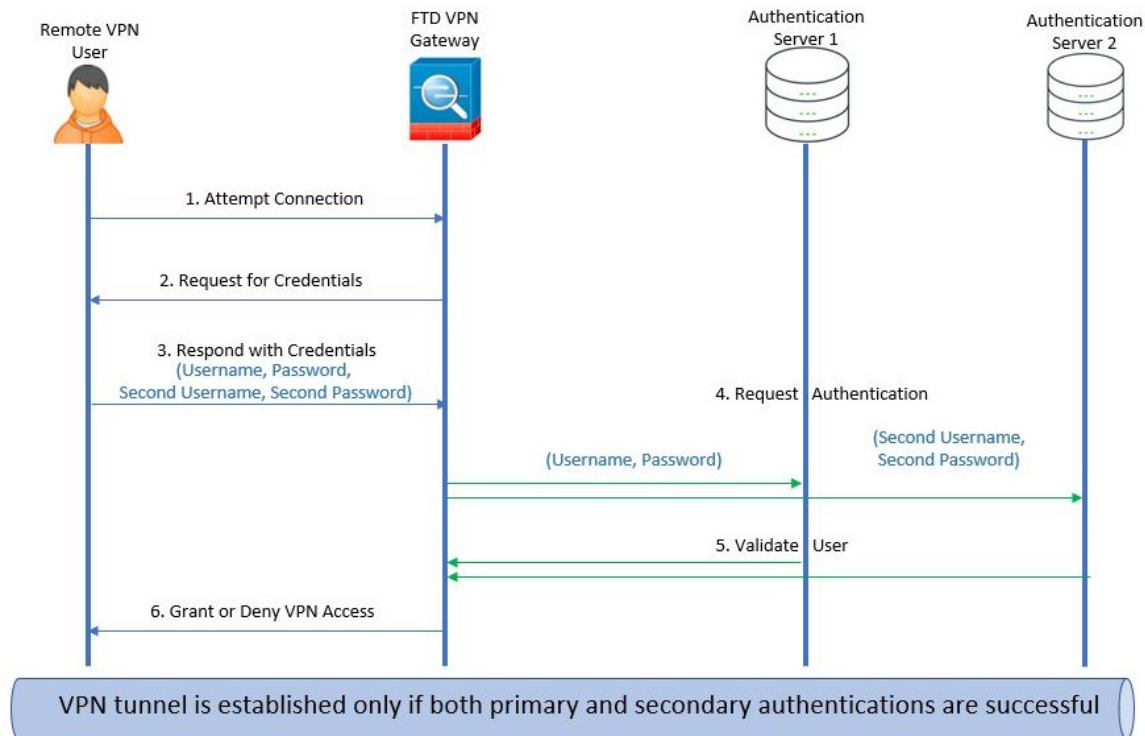 Remote VPN
User
FTD VPN
Gateway
Authentication
Server 1
Authentication
Server 2
1. Attempt Connection
2. Request for Credentials
3. Respond with Credentials
(Username, Password,
Second Username, Second Password)
4. Request Authentication
(Username, Password)
(Second Username,
Second Password)
5. Validate User
6. Grant or Deny VPN Access
VPN tunnel is established only if both primary and secondary authentications are successful